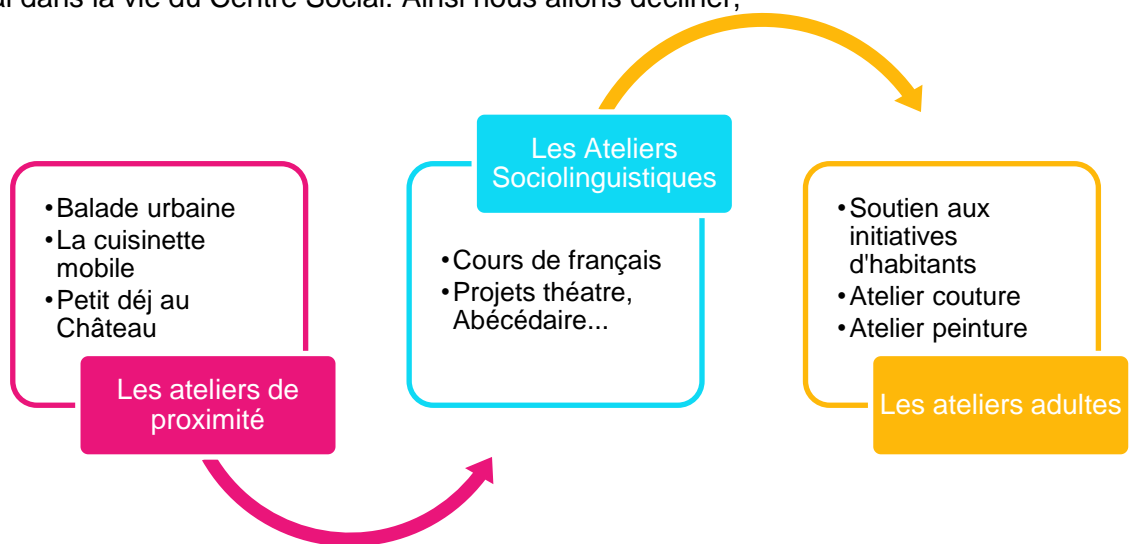 dans la vie du Centre Social. Ainsi nous allons décliner,
•Balade urbaine
•La cuisinette
mobile
•Petit déj au
Château
Les ateliers de
proximité
Les Ateliers
Sociolinguistiques
•Cours de français
•Projets théatre,
Abécédaire...
•Soutien aux
initiatives
d'habitants
•Atelier couture
•Atelier peinture
Les ateliers adultes